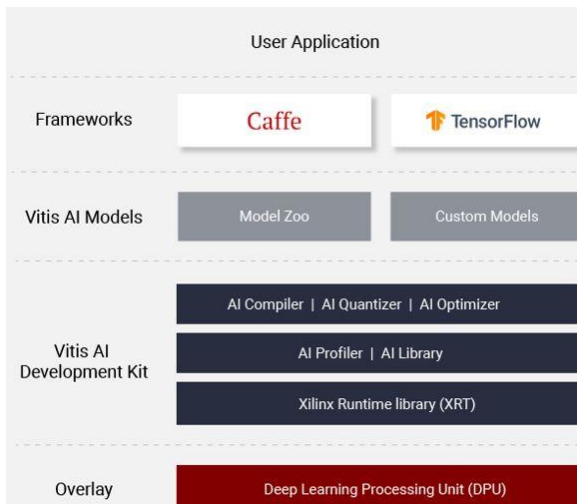 User Application
Frameworks
Caffe
TensorFlow
Vitis AI Models
Model Zoo
Custom Models
Vitis AI
Development Kit
AI Compiler | AI Quantizer | AI Optimizer
AI Profiler | AI Library
Xilinx Runtime library (XRT)
Overlay
Deep Learning Processing Unit (DPU)